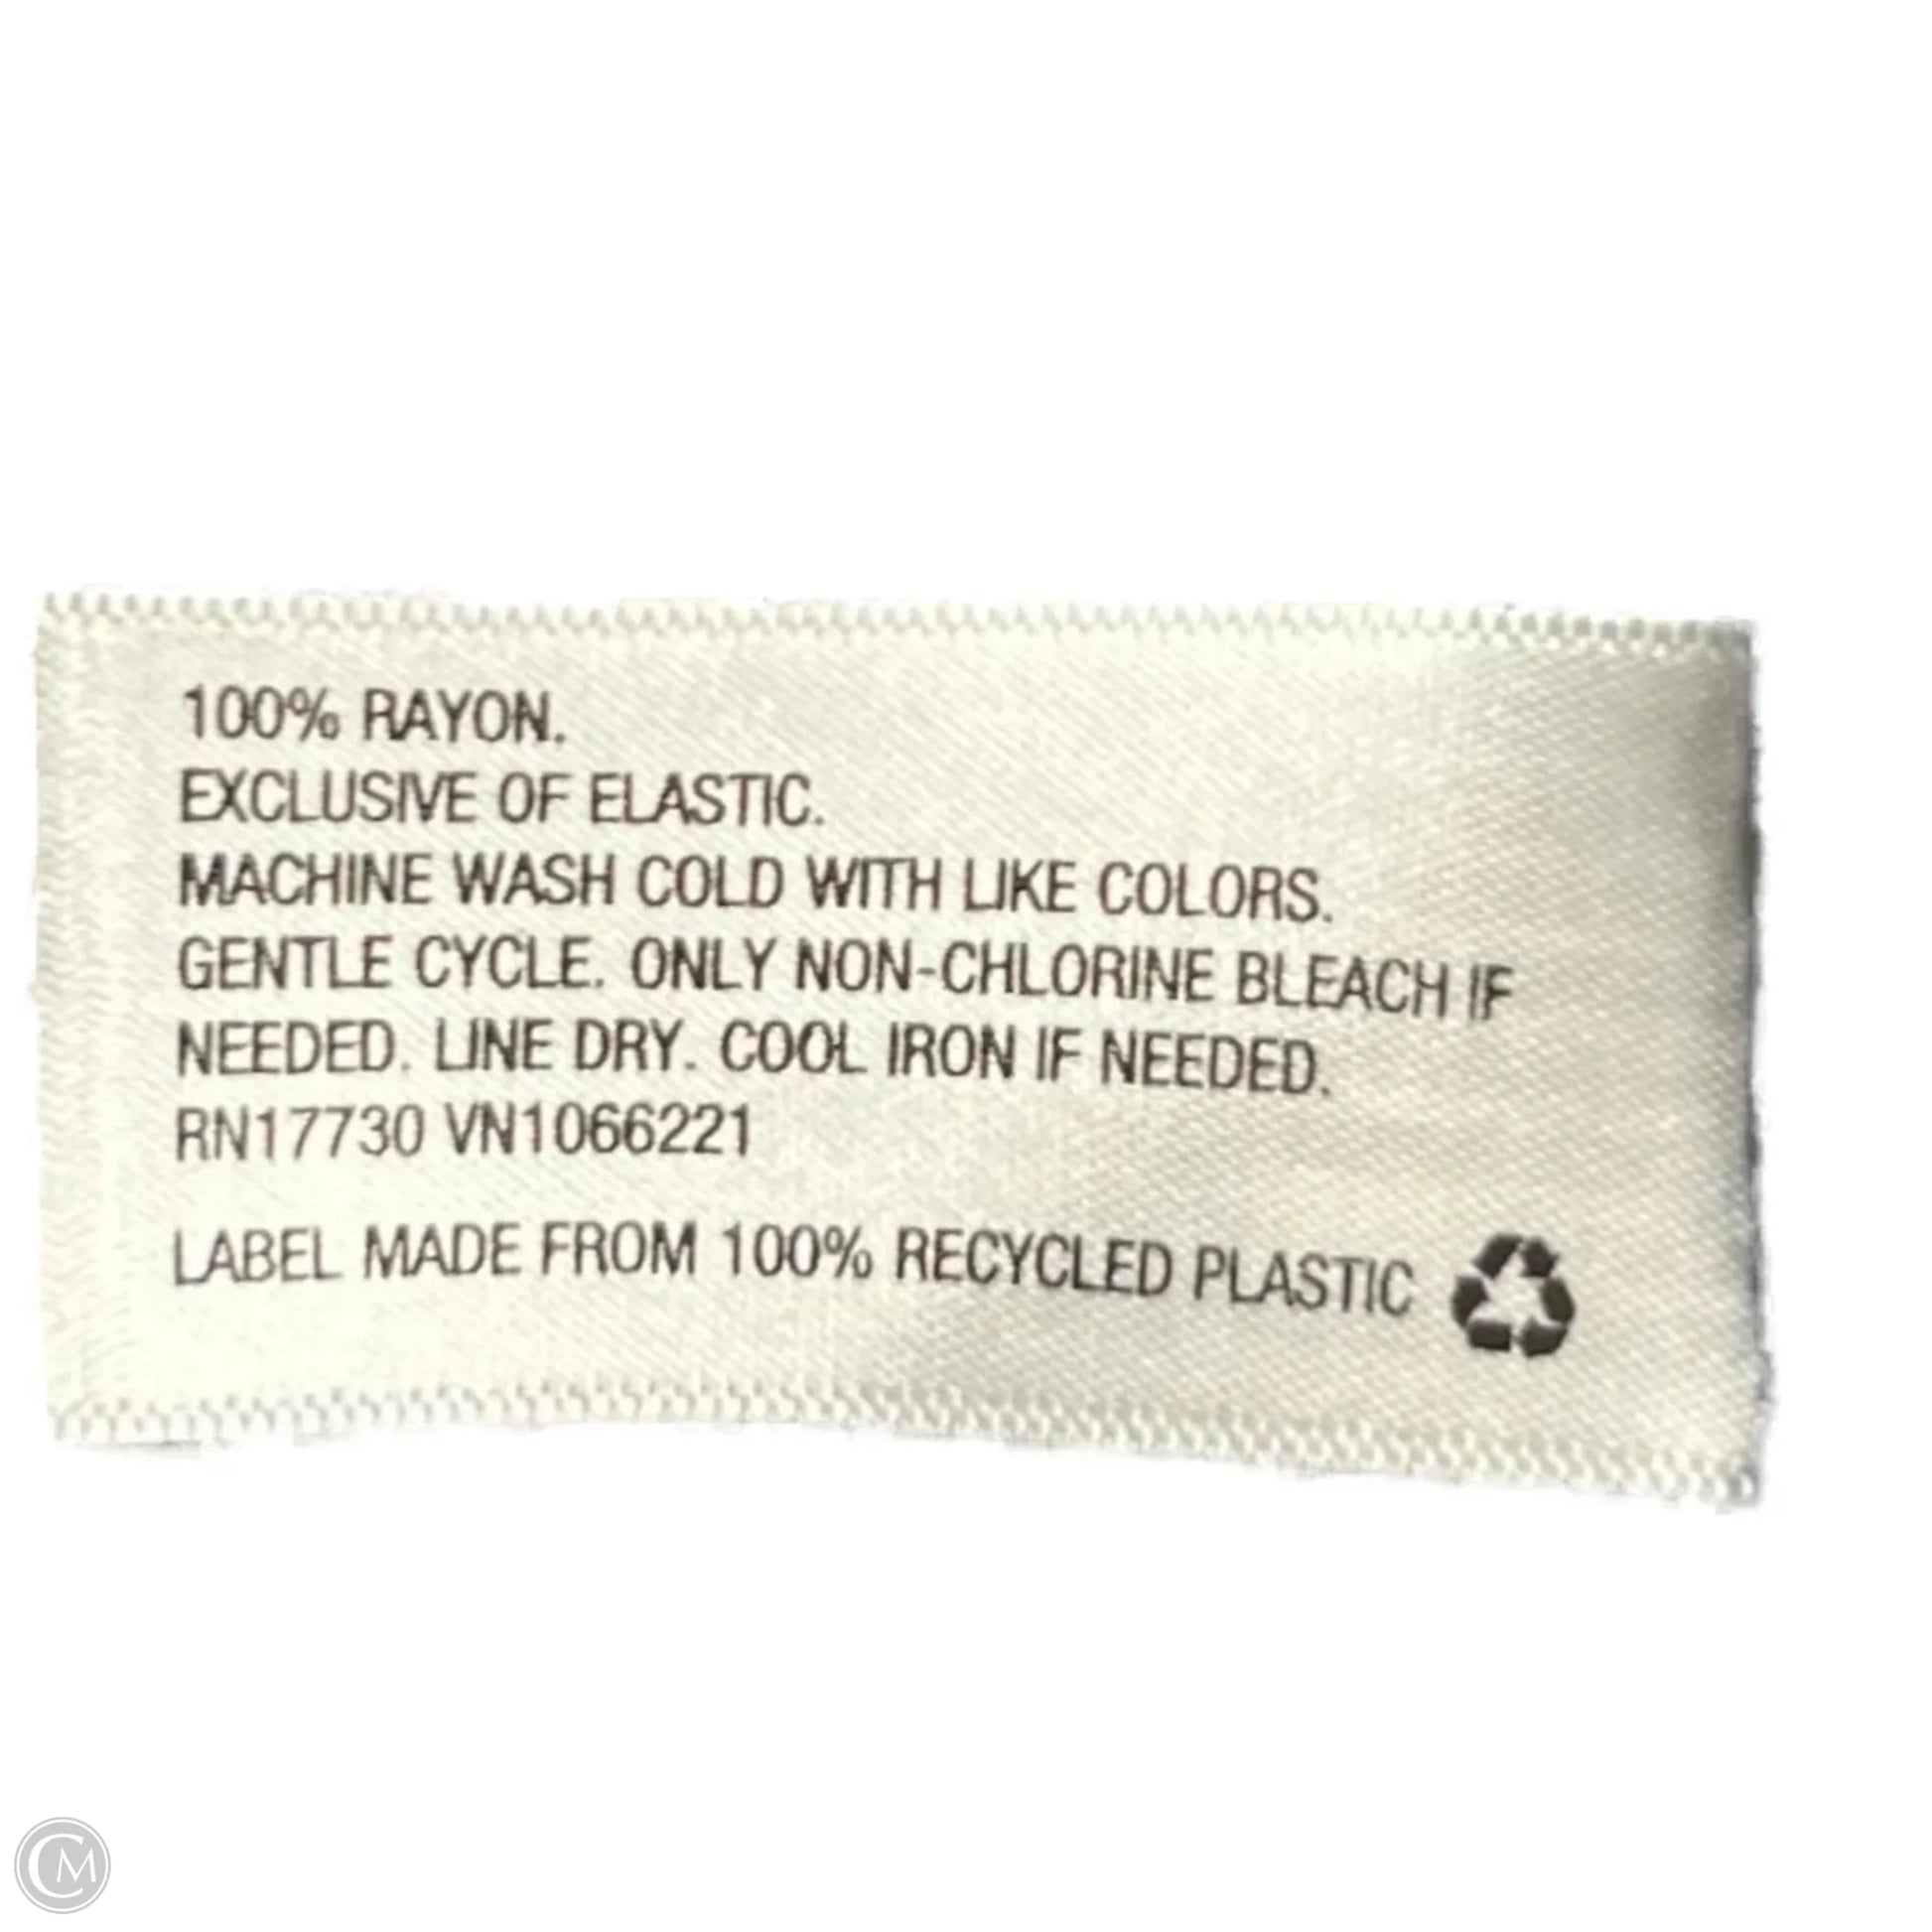 100% RAYON.
EXCLUSIVE OF ELASTIC.
MACHINE WASH COLD WITH LIKE COLORS.
GENTLE CYCLE. ONLY NON-CHLORINE BLEACH IF
NEEDED. LINE DRY. COOL IRON IF NEEDED.
RN17730 VN1066221
LABEL MADE FROM 100% RECYCLED PLASTIC
CM